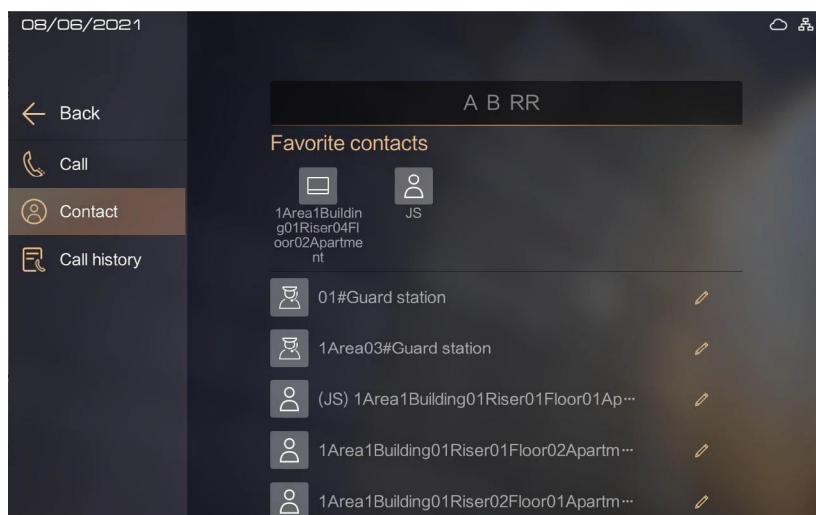 08/06/2021
Back
Call
Contact
Call history
A B RR
Favorite contacts
1Area1Buildin
g01Riser04Fl
oor02Apartme
nt
JS
01#Guard station
1Area03#Guard station
(JS) 1Area1Building01Riser01Floor01Ap···
1Area1Building01Riser01Floor02Apartm···
1Area1Building01Riser02Floor01Apartm···